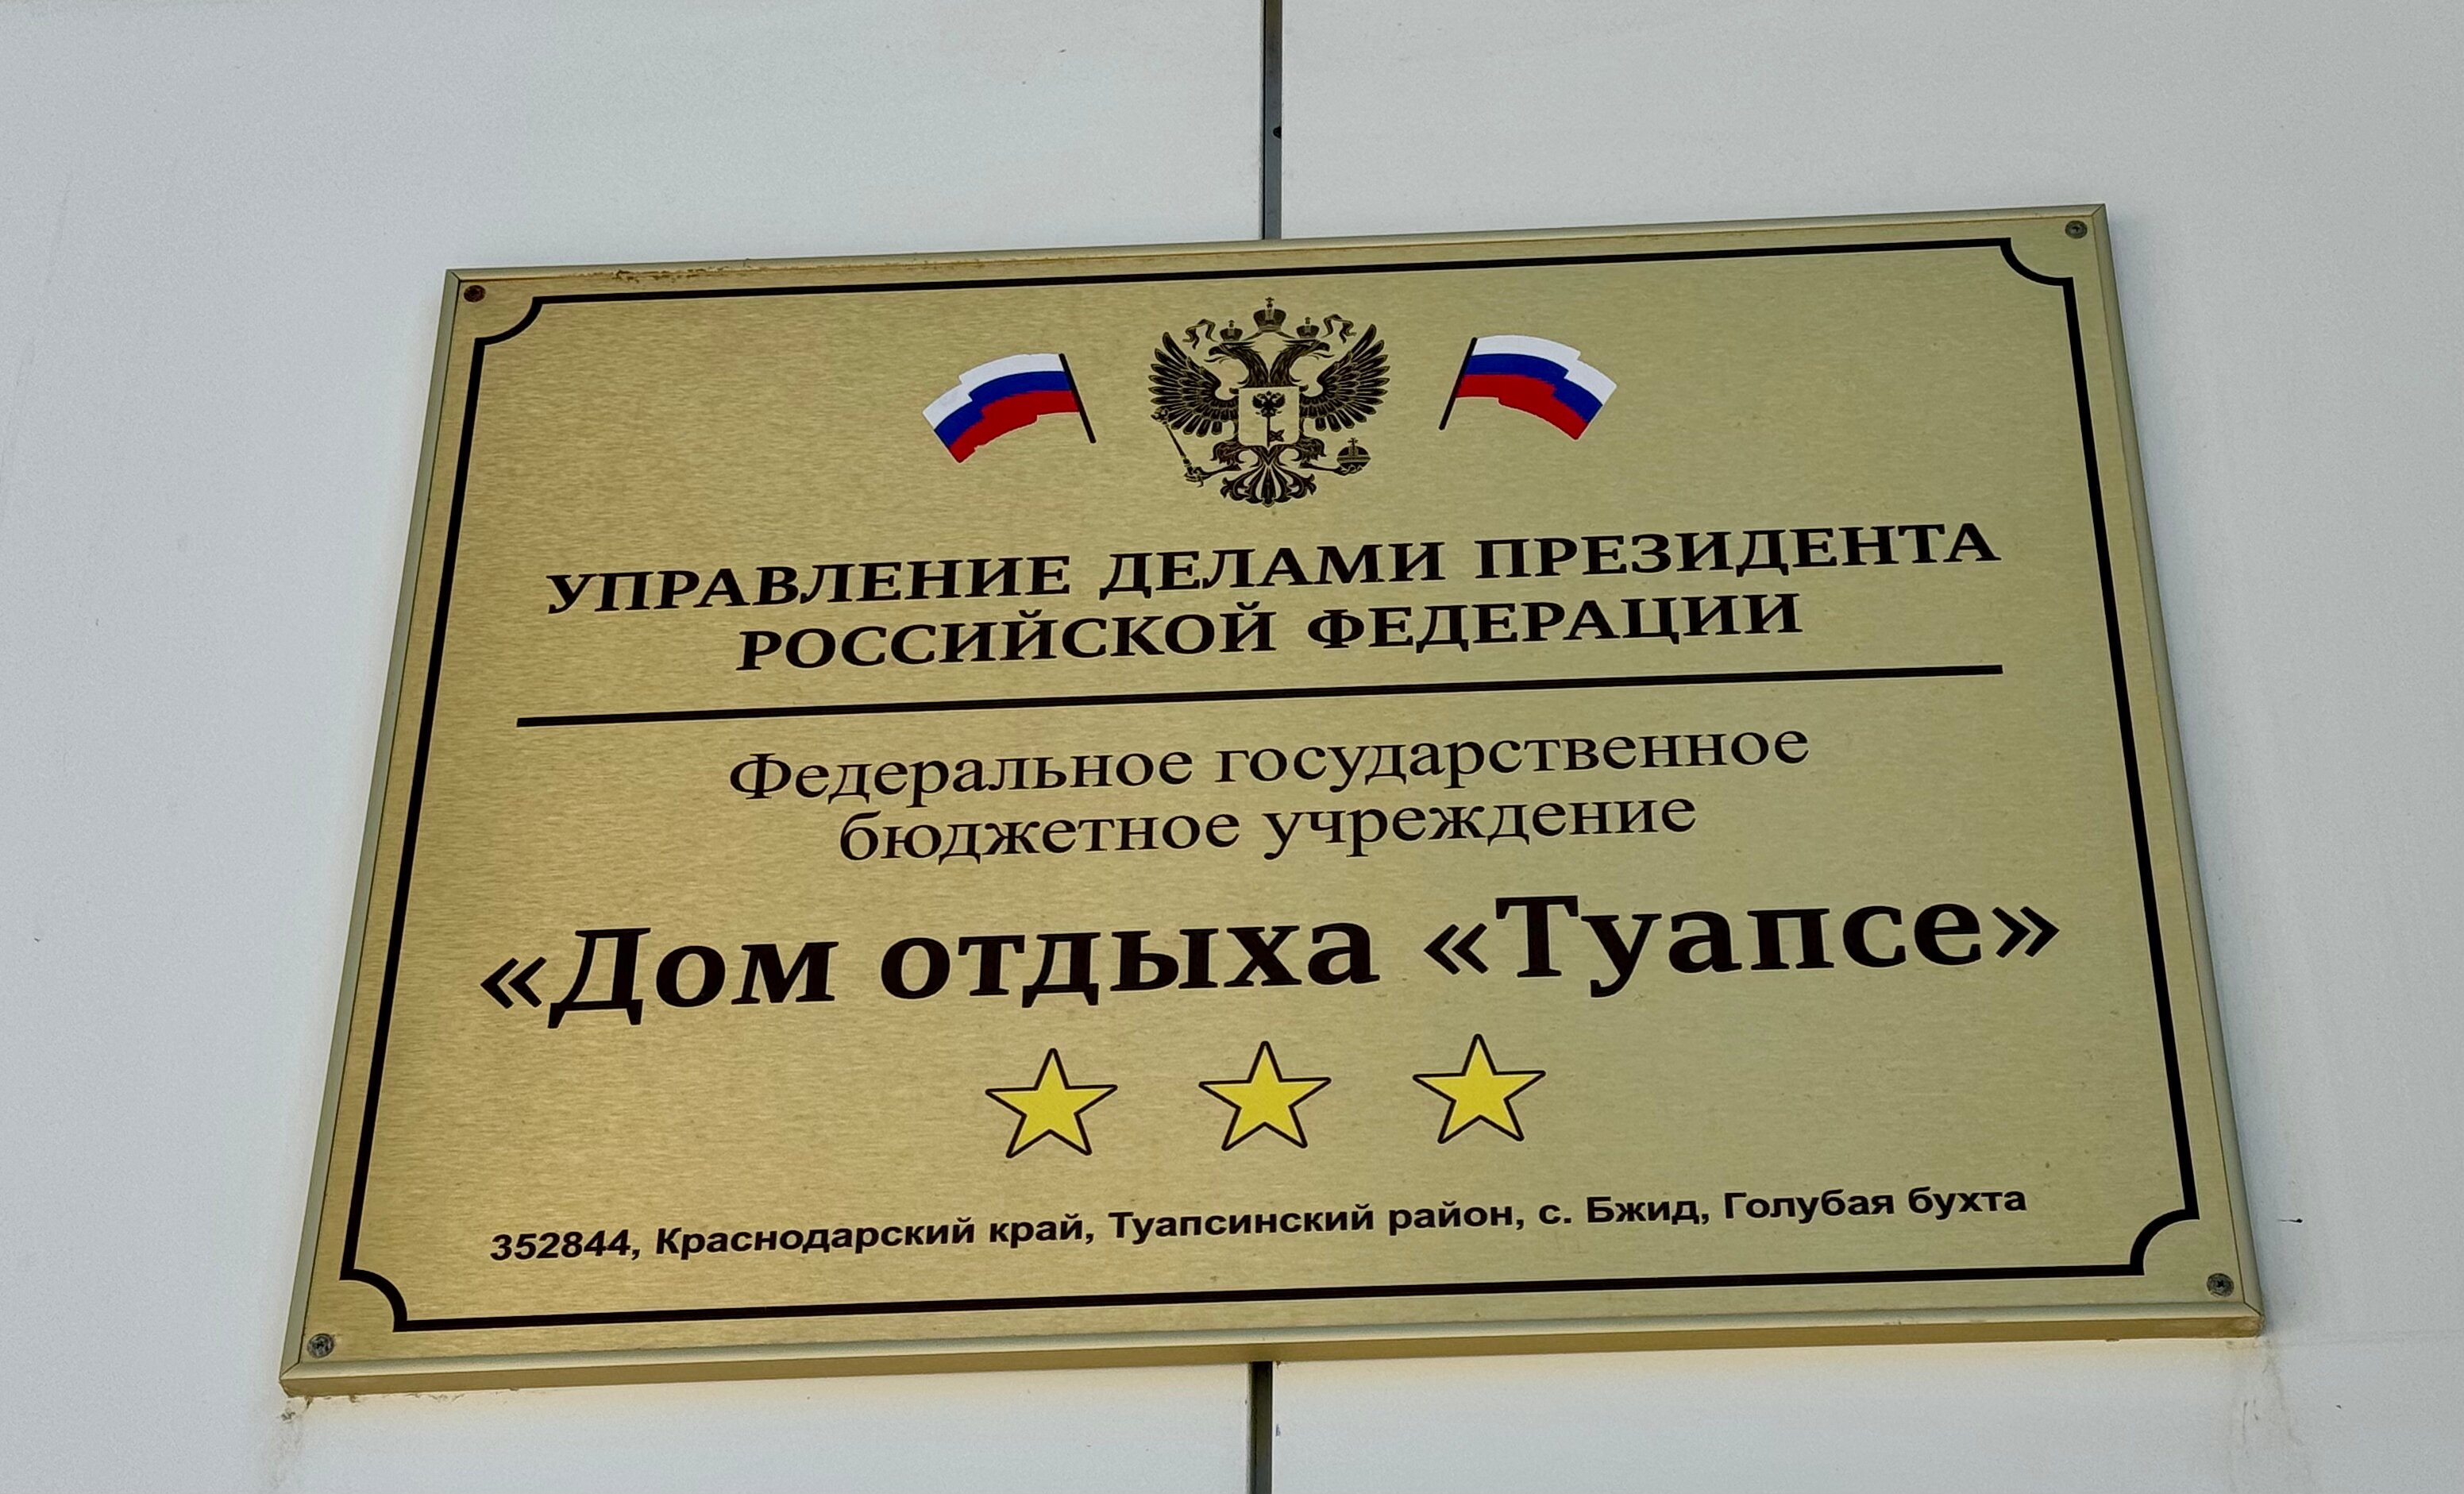 УПРАВЛЕНИЕ ДЕЛАМИ ПРЕЗИДЕНТА
РОССИЙСКОЙ ФЕДЕРАЦИИ
Федеральное государственное
бюджетное учреждение
«Дом отдыха «Туапсе»
352844, Краснодарский край, Туапсинский район, с. Бжид, Голубая бухта